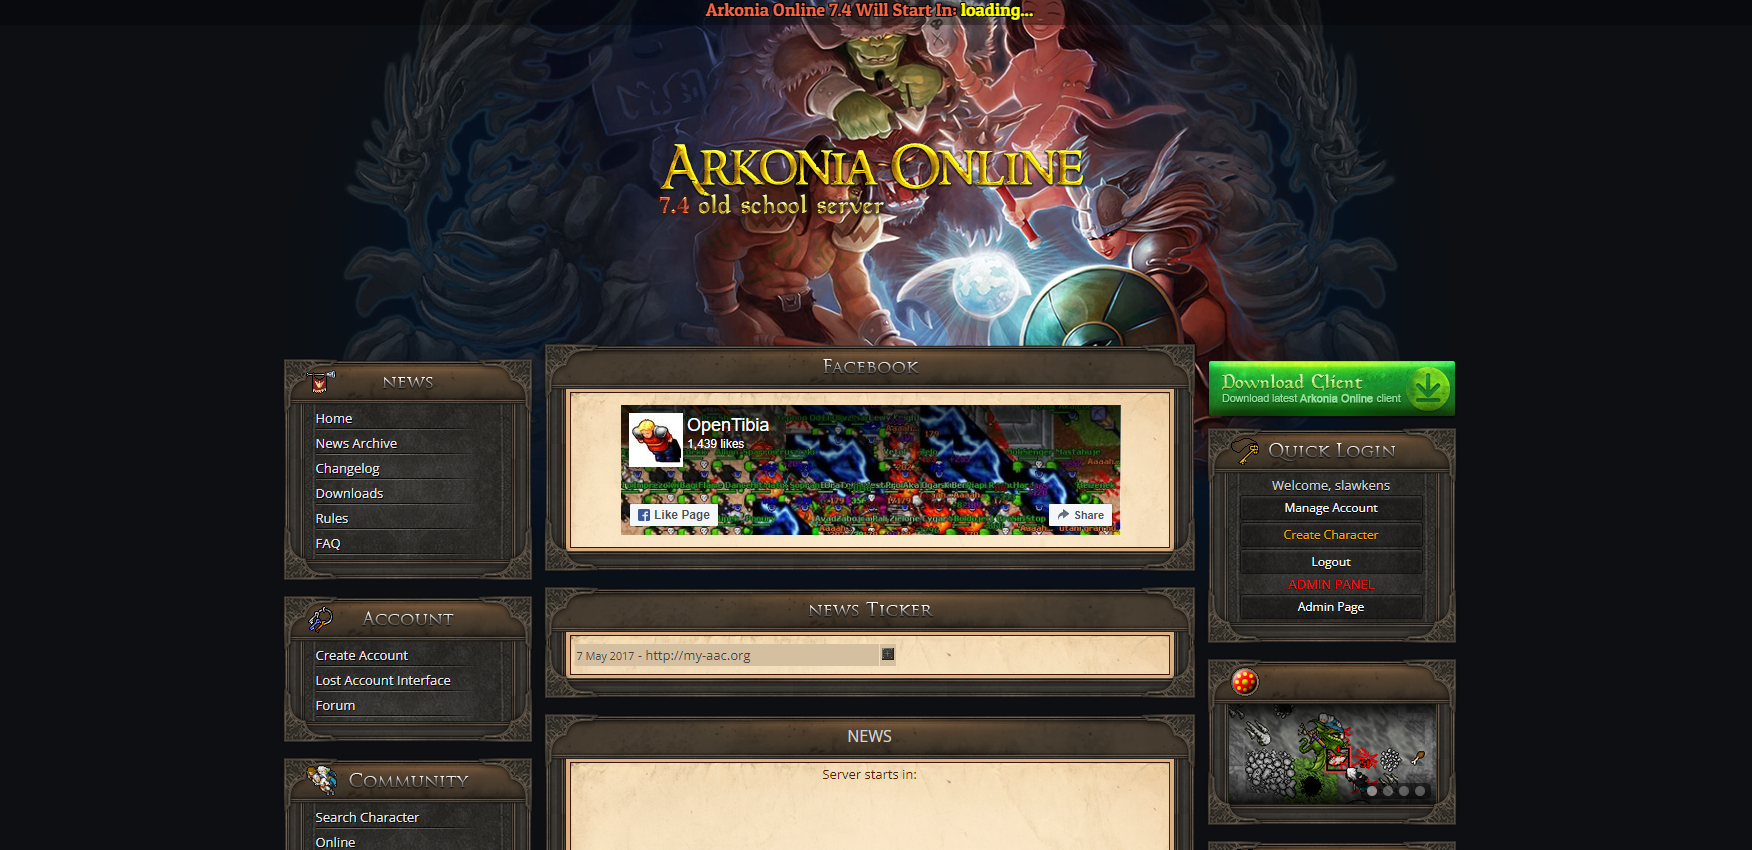 Arkonia Online 7.4 Will Start In: loading...
Arkonia Online
7.4 old school server
News
Home
News Archive
Changelog
Downloads
Rules
FAQ
Account
Create Account
Lost Account Interface
Forum
Community
Search Character
Online
Facebook
OpenTibia
1,439 likes
Like Page
Share
News Ticker
7 May 2017 - http://my-aac.org
NEWS
Server starts in:
Download Client
Download latest Arkonia Online client
Quick Login
Welcome, slawkens
Manage Account
Create Character
Logout
ADMIN PANEL
Admin Page